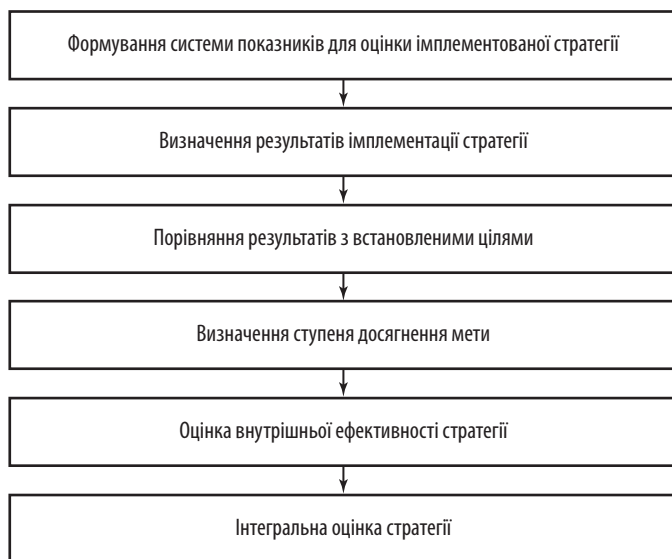 Формування системи показників для оцінки імплементованої стратегії
Визначення результатів імплементації стратегії
Порівняння результатів з встановленими цілями
Визначення ступеня досягнення мети
Оцінка внутрішньої ефективності стратегії
Інтегральна оцінка стратегії